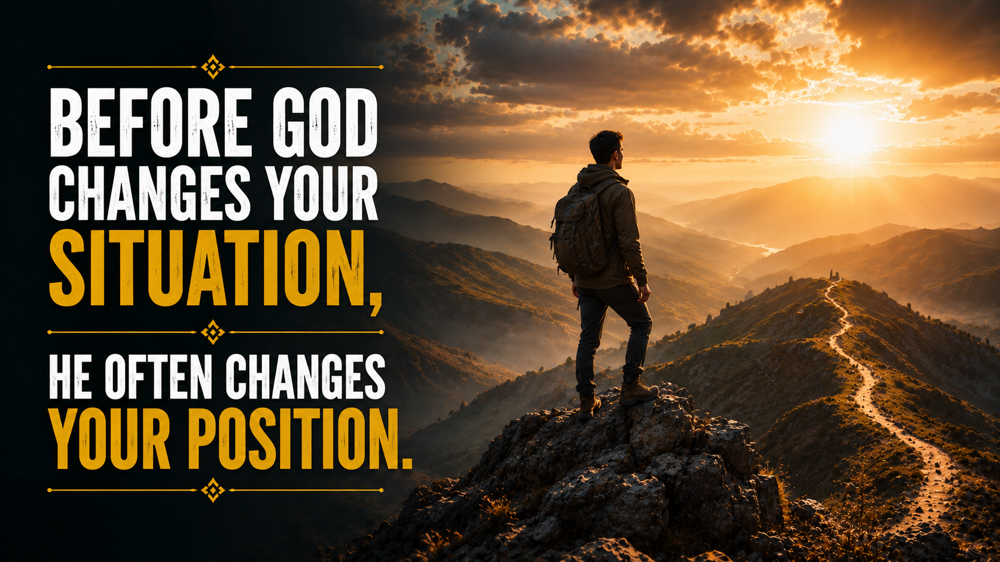 BEFORE GOD
CHANGES YOUR
SITUATION,
HE OFTEN CHANGES
YOUR POSITION.